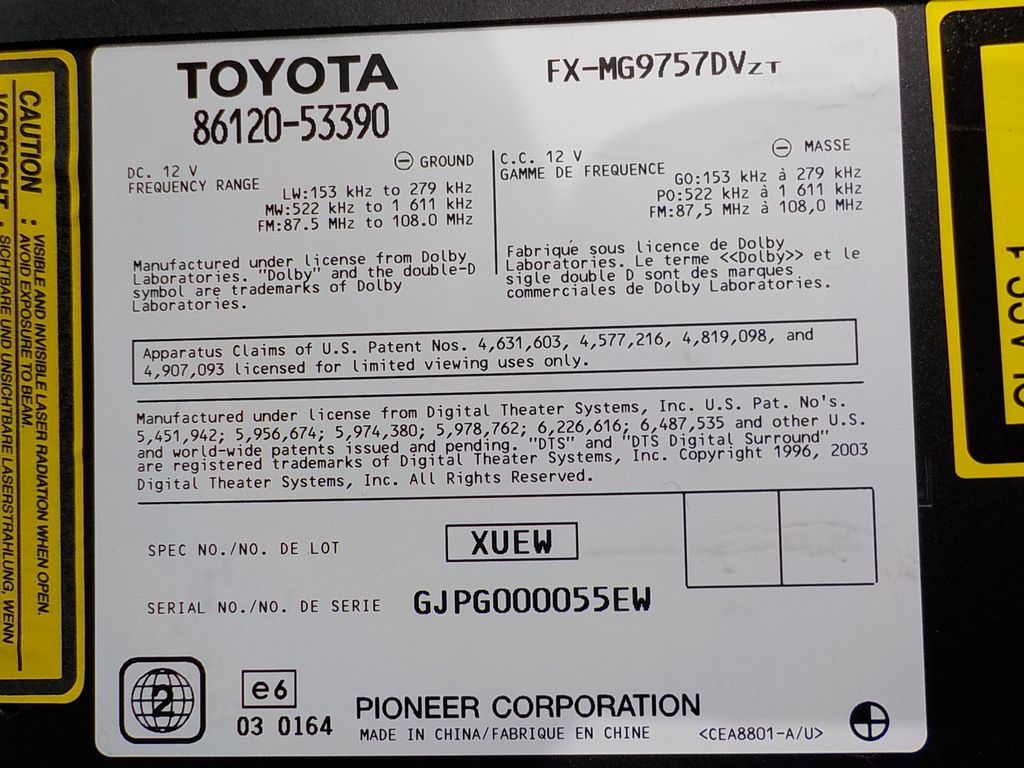 TOYOTA
86120-53390
FX-MG9757DVZT
DC. 12 V
⊖ GROUND
FREQUENCY RANGE
LW:153 kHz to 279 kHz
MW:522 kHz to 1 611 kHz
FM:87.5 MHz to 108.0 MHz
C.C. 12 V
⊖ MASSE
GAMME DE FREQUENCE
GO:153 kHz à 279 kHz
PO:522 kHz à 1 611 kHz
FM:87,5 MHz à 108,0 MHz
Manufactured under license from Dolby
Laboratories. "Dolby" and the double-D
symbol are trademarks of Dolby
Laboratories.
Fabriqué sous licence de Dolby
Laboratories. Le terme <<Dolby>> et le
sigle double D sont des marques
commerciales de Dolby Laboratories.
Apparatus Claims of U.S. Patent Nos. 4,631,603, 4,577,216, 4,819,098, and
4,907,093 licensed for limited viewing uses only.
Manufactured under license from Digital Theater Systems, Inc. U.S. Pat. No's.
5,451,942; 5,956,674; 5,974,380; 5,978,762; 6,226,616; 6,487,535 and other U.S.
and world-wide patents issued and pending. "DTS" and "DTS Digital Surround"
are registered trademarks of Digital Theater Systems, Inc. Copyright 1996, 2003
Digital Theater Systems, Inc. All Rights Reserved.
SPEC NO./NO. DE LOT
XUEW
SERIAL NO./NO. DE SERIE
GJPG000055EW
2
e6
03 0164
PIONEER CORPORATION
MADE IN CHINA/FABRIQUE EN CHINE
<CEA8801-A/U>
CAUTION : VISIBLE AND INVISIBLE LASER RADIATION WHEN OPEN.
AVOID EXPOSURE TO BEAM.
VORSICHT : SICHTBARE UND UNSICHTBARE LASERSTRAHLUNG, WENN